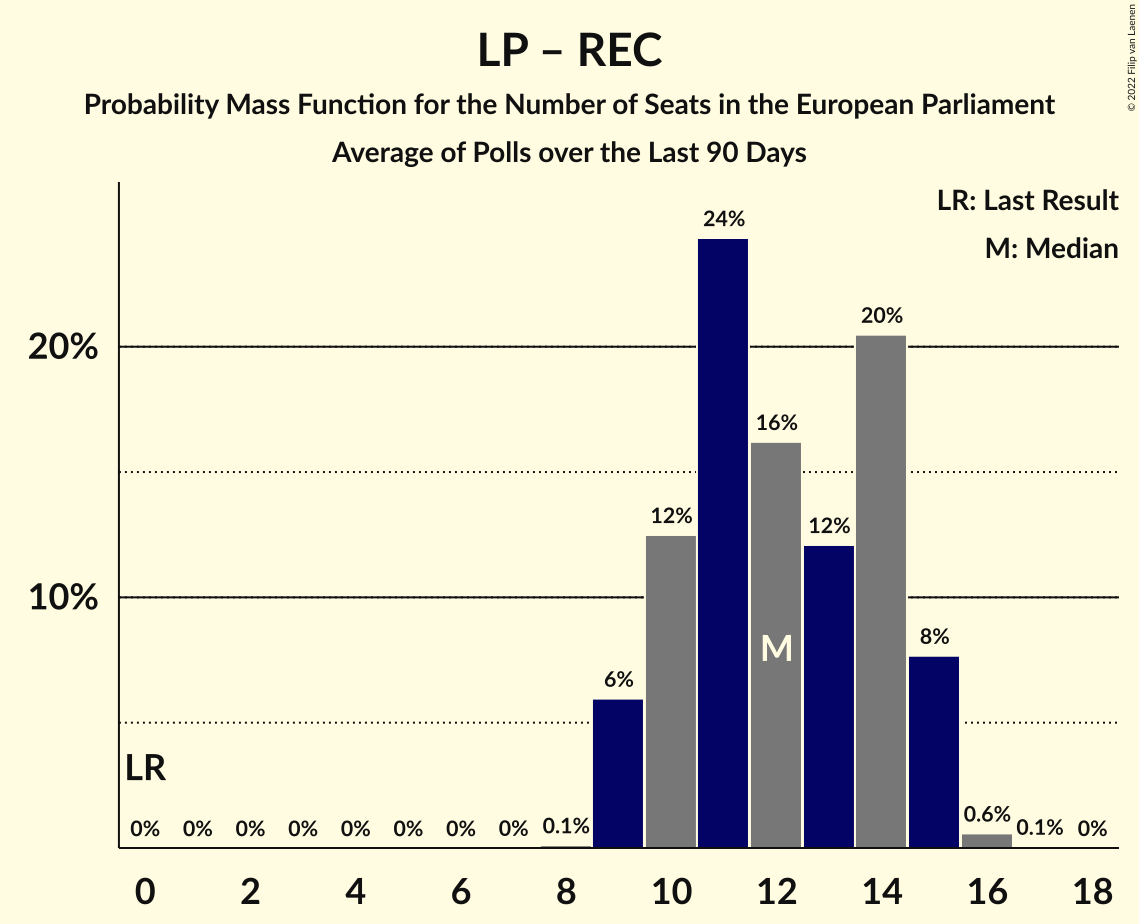 LP – REC
Probability Mass Function for the Number of Seats in the European Parliament
Average of Polls over the Last 90 Days
© 2022 Filip van Laenen
LR: Last Result
M: Median
24%
20%
20%
16%
12%
12%
10%
8%
M
6%
LR
0% 0% 0% 0% 0% 0% 0% 0% 0.1% 0.6% 0.1% 0%
0 2 4 6 8 10 12 14 16 18